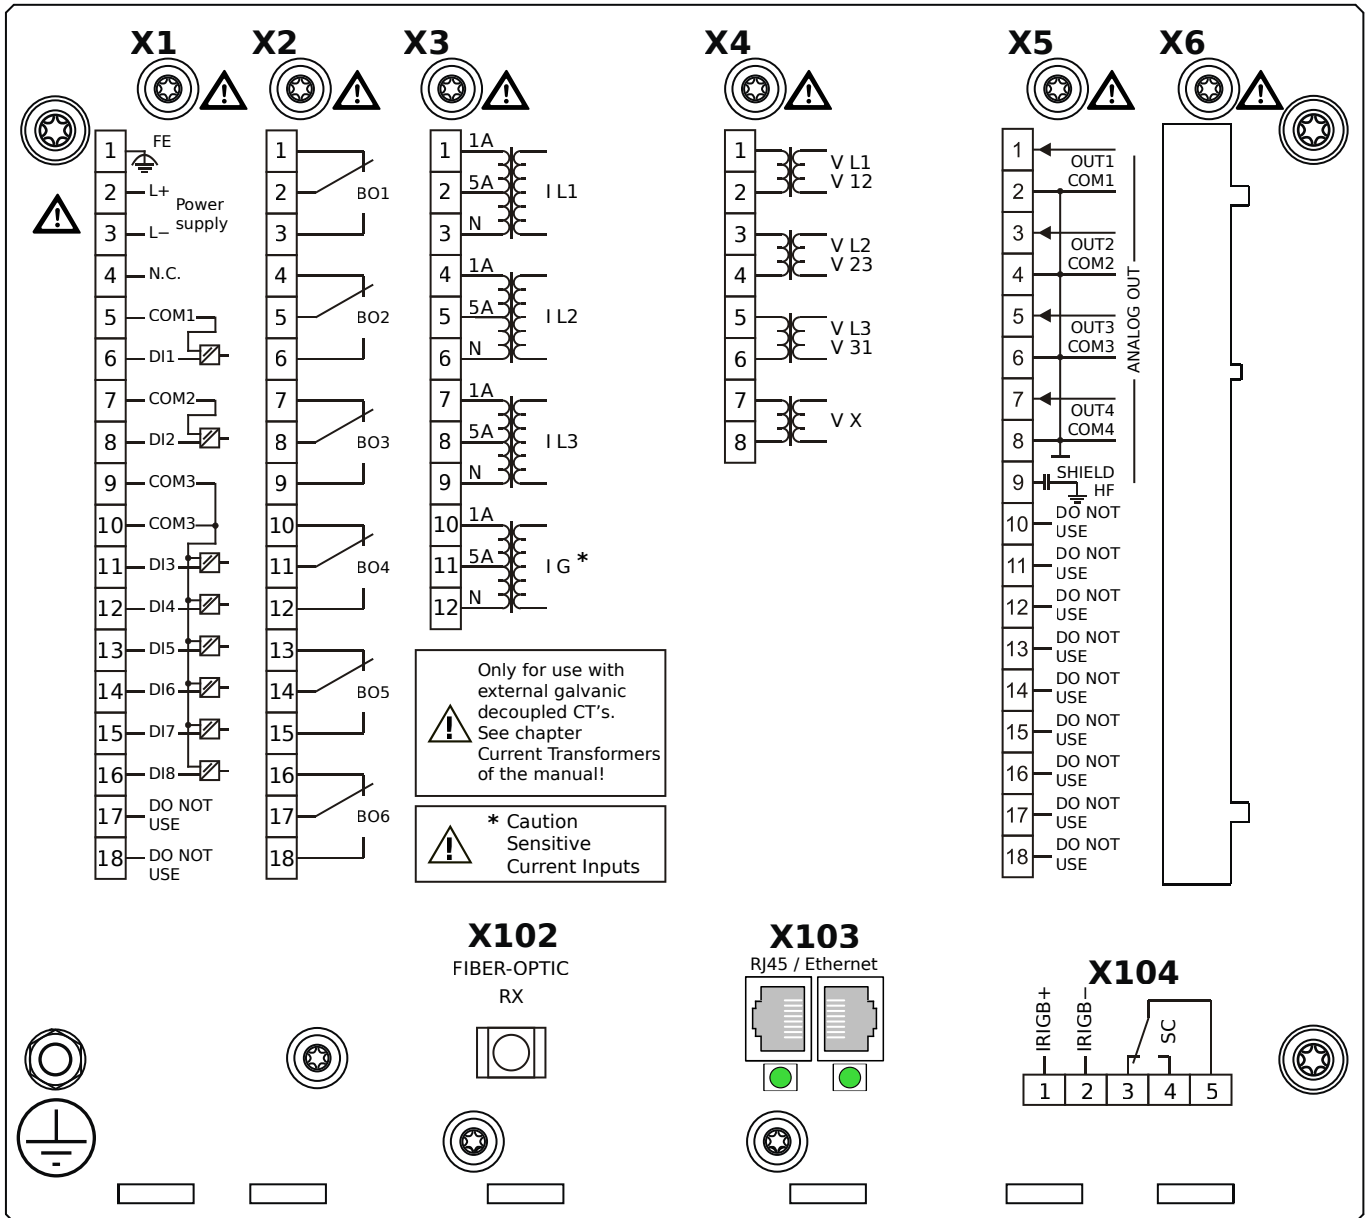 X1
X2
X3
X4
X5
X6
1 FE
2 L+
Power
supply
3 L−
4 N.C.
5 COM1
6 DI1
7 COM2
8 DI2
9 COM3
10 COM3
11 DI3
12 DI4
13 DI5
14 DI6
15 DI7
16 DI8
17 DO NOT
USE
18 DO NOT
USE
1
2 BO1
3
4
5 BO2
6
7
8 BO3
9
10
11 BO4
12
13
14 BO5
15
16
17 BO6
18
1 1A
2 5A I L1
3 N
4 1A
5 5A I L2
6 N
7 1A
8 5A I L3
9 N
10 1A
11 5A I G *
12 N
Only for use with
external galvanic
decoupled CT's.
See chapter
Current Transformers
of the manual!
* Caution
Sensitive
Current Inputs
1 V L1
2 V 12
3 V L2
4 V 23
5 V L3
6 V 31
7 V X
8
1 OUT1
2 COM1
3 OUT2
4 COM2
5 OUT3
6 COM3
7 OUT4
8 COM4
ANALOG OUT
9 SHIELD
HF
10 DO NOT
USE
11 DO NOT
USE
12 DO NOT
USE
13 DO NOT
USE
14 DO NOT
USE
15 DO NOT
USE
16 DO NOT
USE
17 DO NOT
USE
18 DO NOT
USE
X102
FIBER-OPTIC
RX
X103
RJ45 / Ethernet
X104
IRIGB+
IRIGB−
SC
1 2 3 4 5